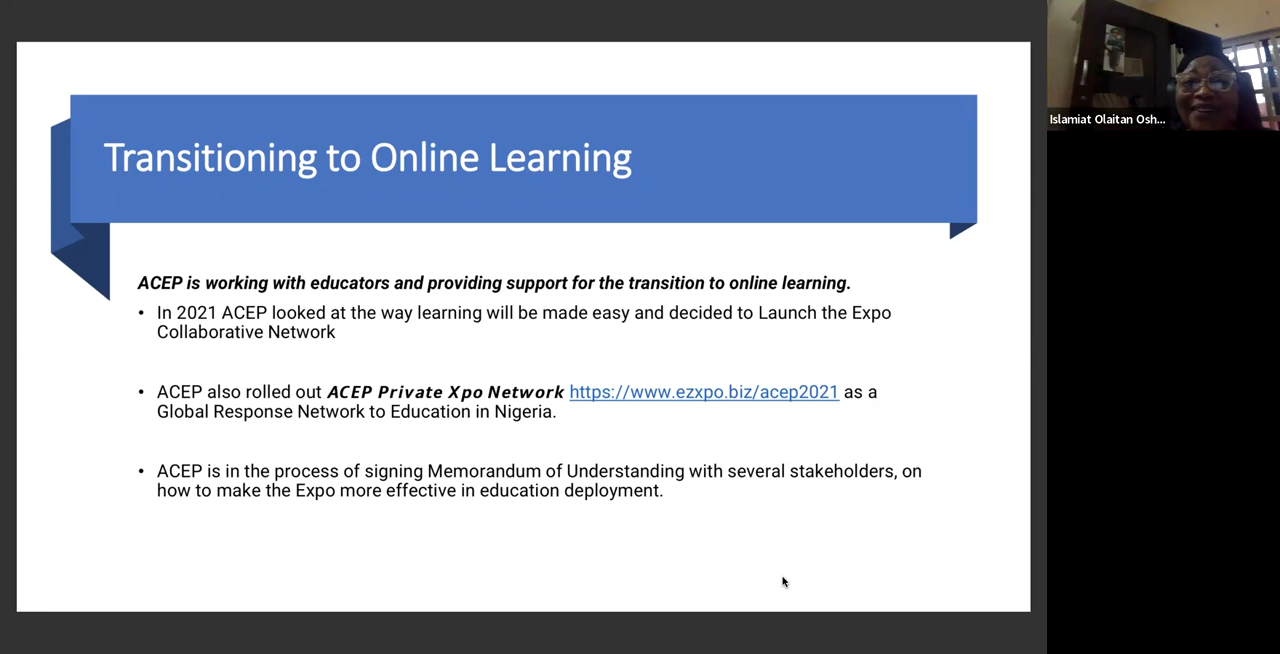 Transitioning to Online Learning
Islamiat Olaitan Osh...
ACEP is working with educators and providing support for the transition to online learning.
• In 2021 ACEP looked at the way learning will be made easy and decided to Launch the Expo
Collaborative Network
• ACEP also rolled out ACEP Private Xpo Network https://www.ezxpo.biz/acep2021 as a
Global Response Network to Education in Nigeria.
• ACEP is in the process of signing Memorandum of Understanding with several stakeholders, on
how to make the Expo more effective in education deployment.